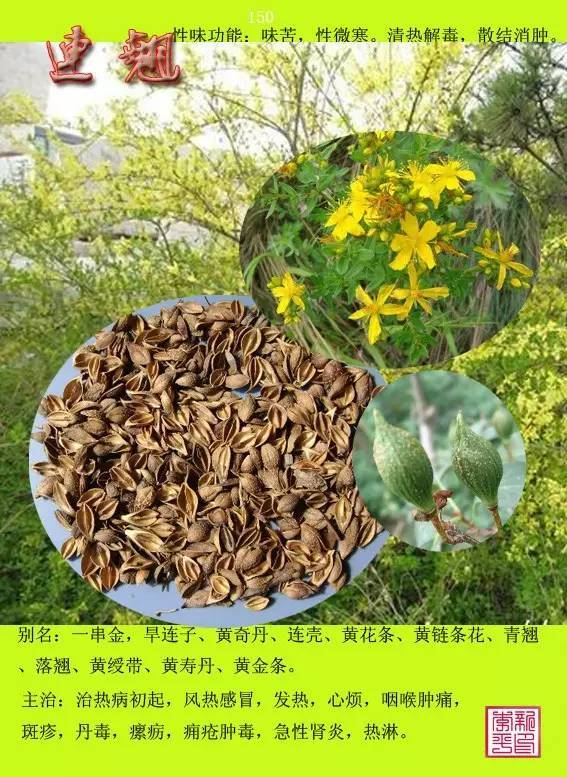 150
连翘
性味功能：味苦，性微寒。清热解毒，散结消肿。
别名：一串金，旱连子、黄奇丹、连壳、黄花条、黄链条花、青翘
、落翘、黄绶带、黄寿丹、黄金条。
主治：治热病初起，风热感冒，发热，心烦，咽喉肿痛，
斑疹，丹毒，瘰疬，痈疮肿毒，急性肾炎，热淋。